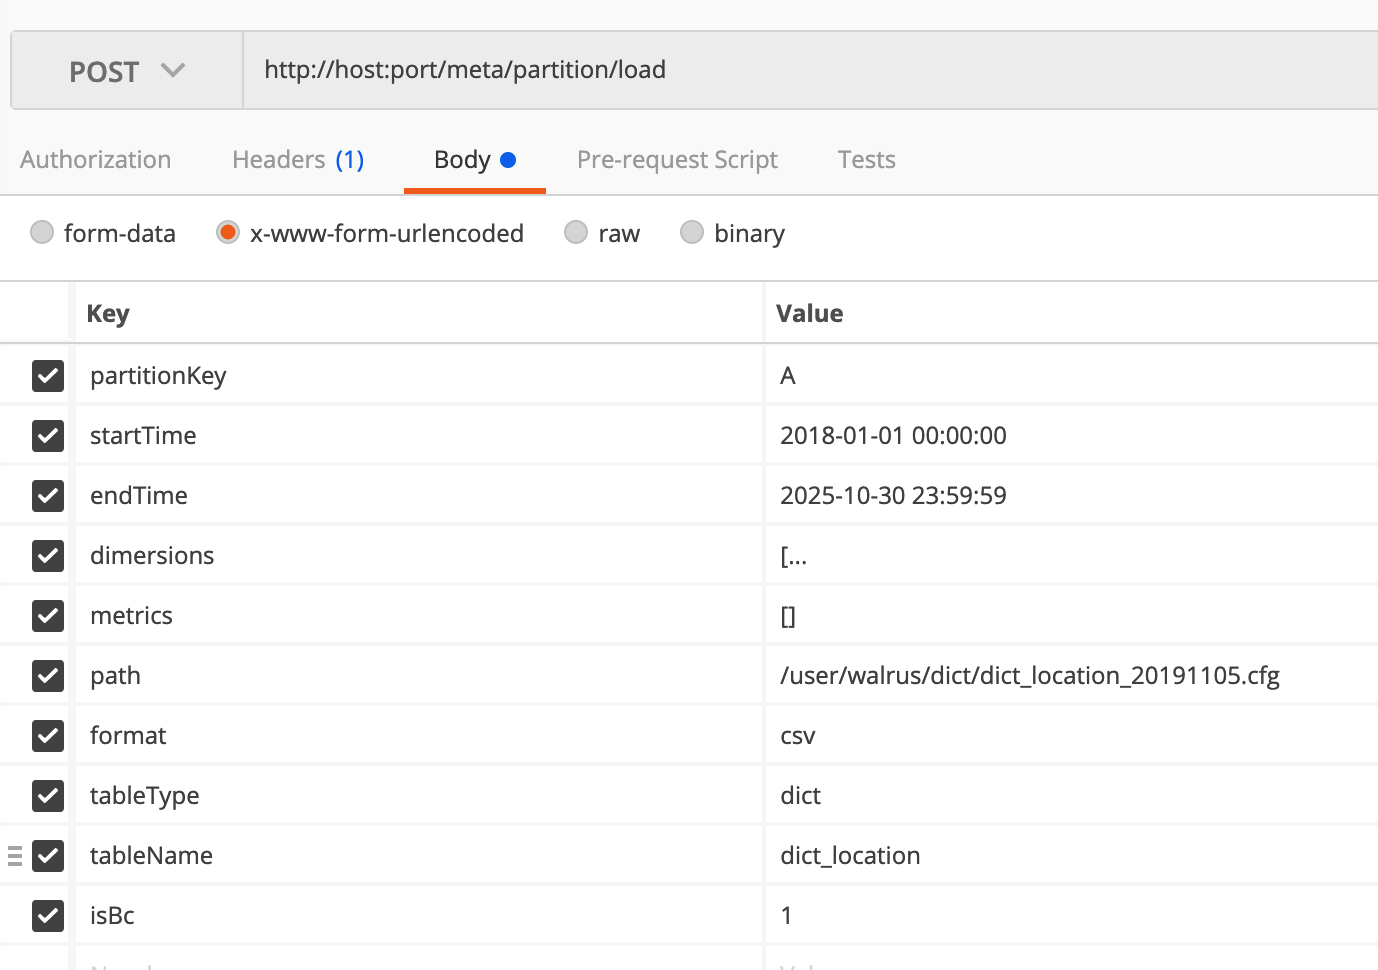 POST http://host:port/meta/partition/load
Authorization Headers (1) Body Pre-request Script Tests
form-data x-www-form-urlencoded raw binary
Key Value
partitionKey A
startTime 2018-01-01 00:00:00
endTime 2025-10-30 23:59:59
dimersions [...
metrics []
path /user/walrus/dict/dict_location_20191105.cfg
format csv
tableType dict
tableName dict_location
isBc 1